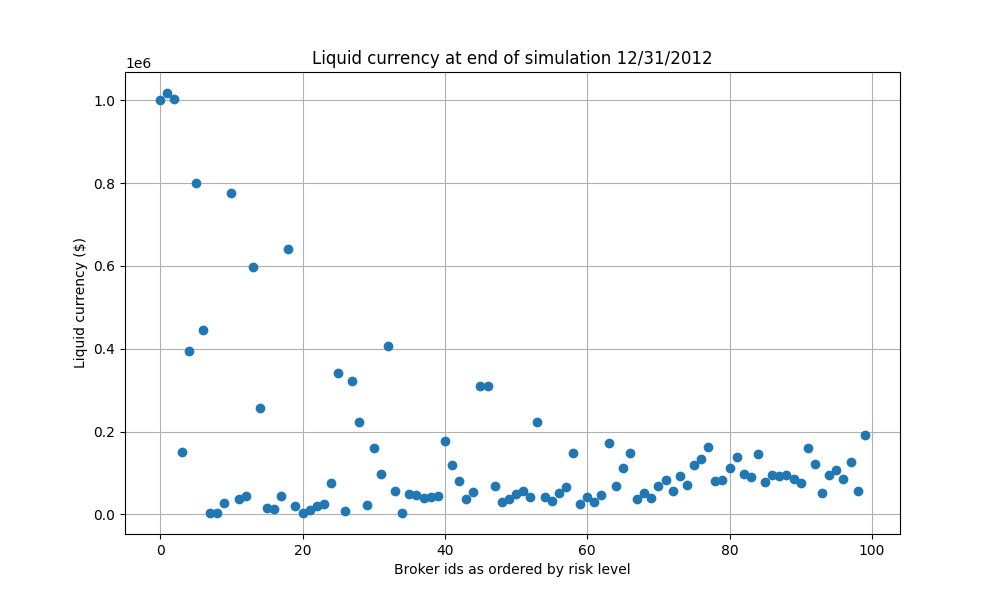 Liquid currency at end of simulation 12/31/2012
1e6
1.0
0.8
0.6
0.4
0.2
0.0
Liquid currency ($)
0 20 40 60 80 100
Broker ids as ordered by risk level